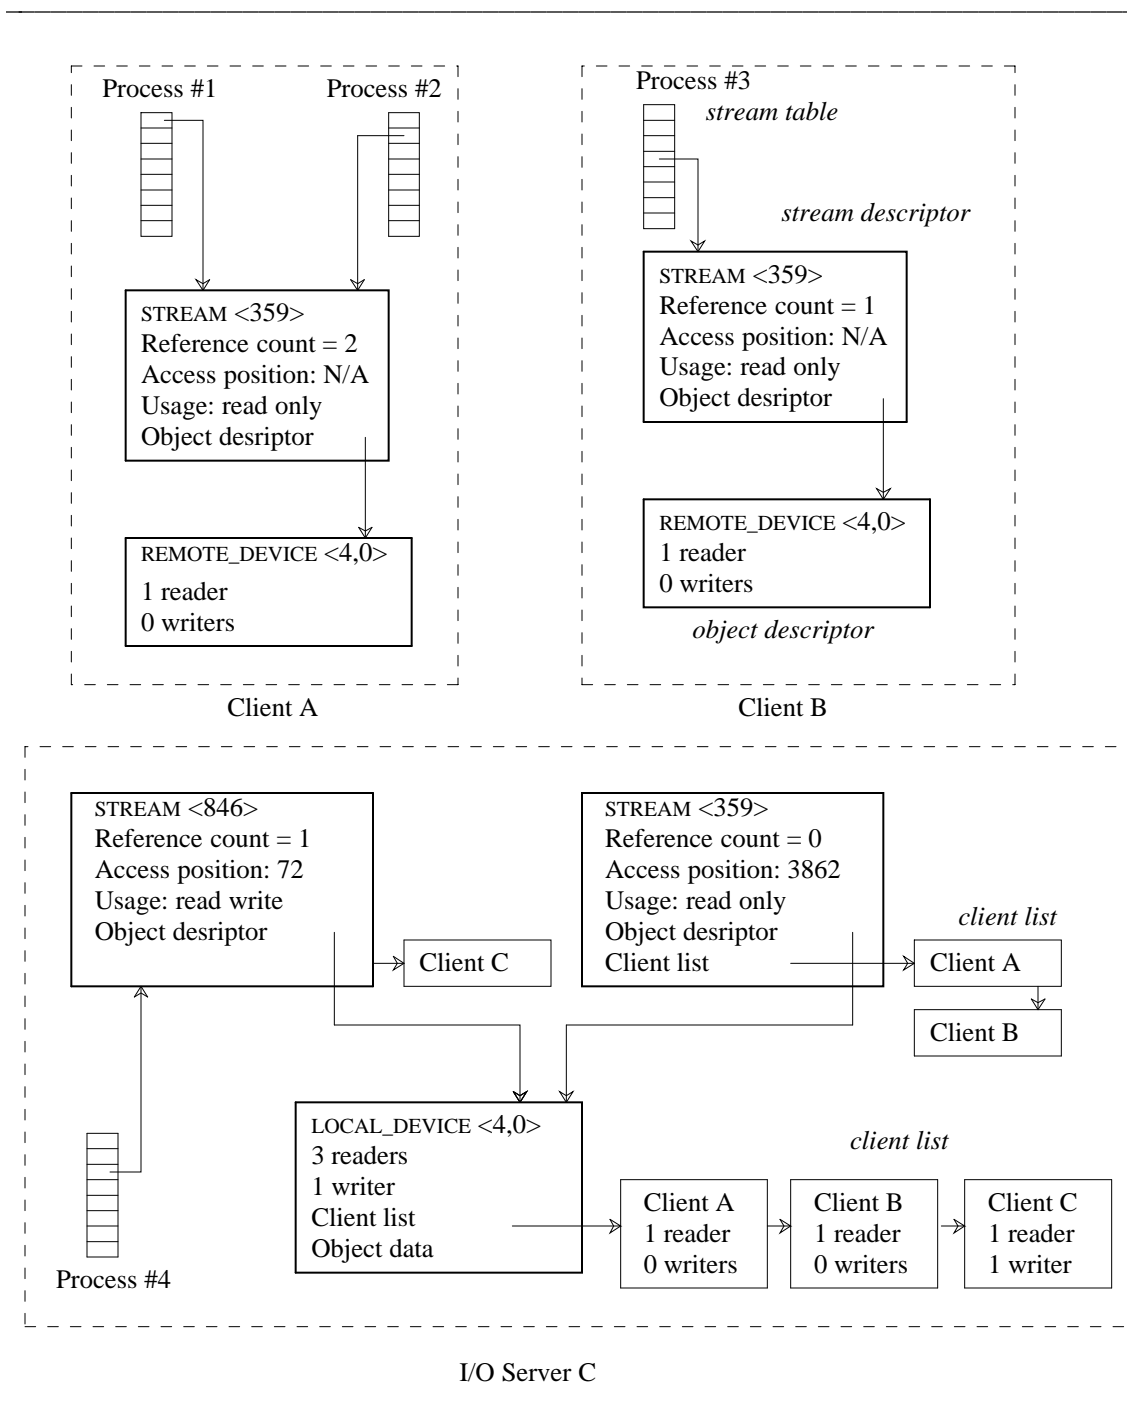 Process #1
Process #2
STREAM <359>
Reference count = 2
Access position: N/A
Usage: read only
Object desriptor
REMOTE_DEVICE <4,0>
1 reader
0 writers
Client A
Process #3
stream table
stream descriptor
STREAM <359>
Reference count = 1
Access position: N/A
Usage: read only
Object desriptor
REMOTE_DEVICE <4,0>
1 reader
0 writers
object descriptor
Client B
STREAM <846>
Reference count = 1
Access position: 72
Usage: read write
Object desriptor
Client C
STREAM <359>
Reference count = 0
Access position: 3862
Usage: read only
Object desriptor
Client list
client list
Client A
Client B
LOCAL_DEVICE <4,0>
3 readers
1 writer
Client list
Object data
client list
Client A
1 reader
0 writers
Client B
1 reader
0 writers
Client C
1 reader
1 writer
Process #4
I/O Server C